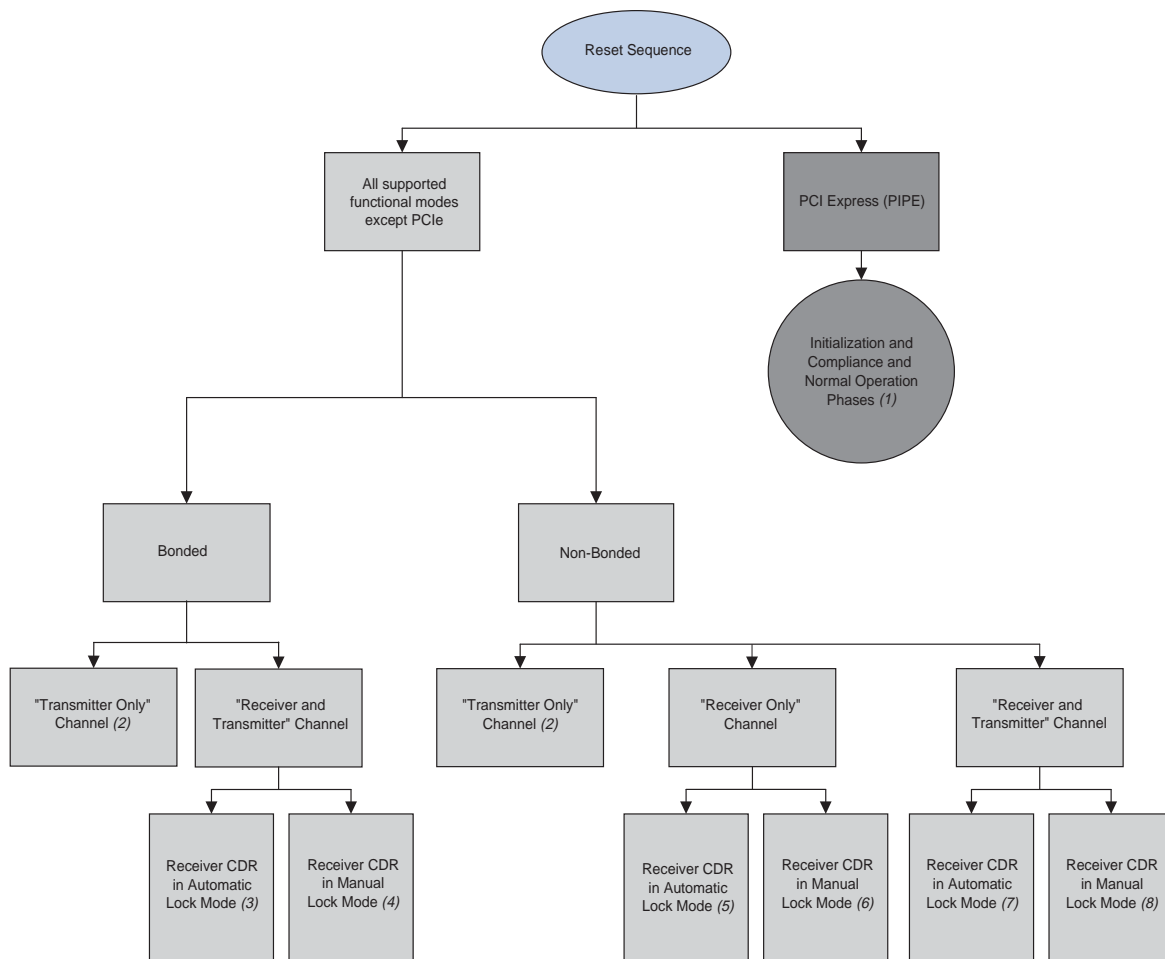 Reset Sequence
All supported
functional modes
except PCIe
PCI Express (PIPE)
Initialization and
Compliance and
Normal Operation
Phases (1)
Bonded
Non-Bonded
"Transmitter Only"
Channel (2)
"Receiver and
Transmitter" Channel
"Transmitter Only"
Channel (2)
"Receiver Only"
Channel
"Receiver and
Transmitter" Channel
Receiver CDR
in Automatic
Lock Mode (3)
Receiver CDR
in Manual
Lock Mode (4)
Receiver CDR
in Automatic
Lock Mode (5)
Receiver CDR
in Manual
Lock Mode (6)
Receiver CDR
in Automatic
Lock Mode (7)
Receiver CDR
in Manual
Lock Mode (8)